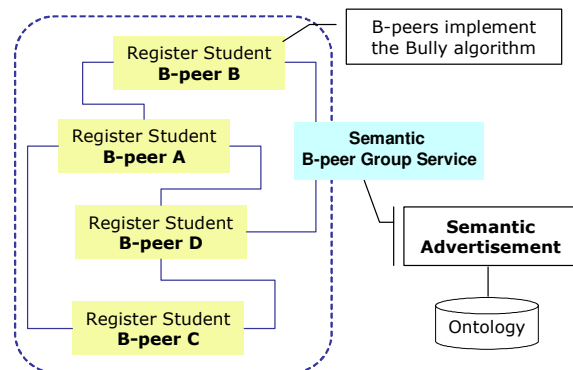 Register Student
B-peer B
B-peers implement
the Bully algorithm
Register Student
B-peer A
Semantic
B-peer Group Service
Register Student
B-peer D
Semantic
Advertisement
Register Student
B-peer C
Ontology